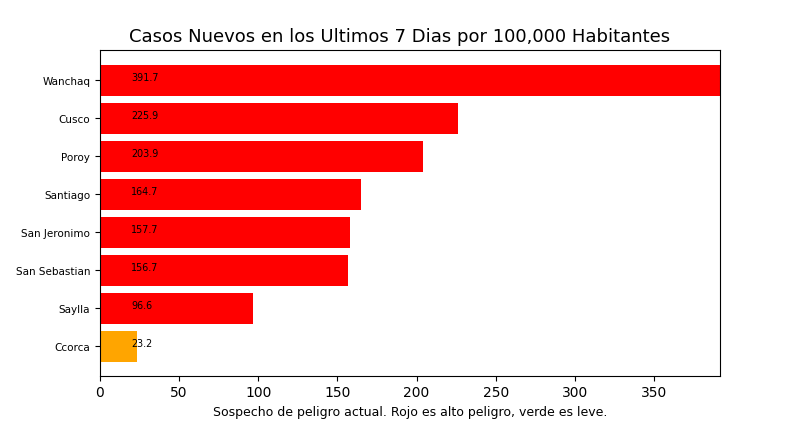 Casos Nuevos en los Ultimos 7 Dias por 100,000 Habitantes
Wanchaq 391.7
Cusco 225.9
Poroy 203.9
Santiago 164.7
San Jeronimo 157.7
San Sebastian 156.7
Saylla 96.6
Ccorca 23.2
0 50 100 150 200 250 300 350
Sospecho de peligro actual. Rojo es alto peligro, verde es leve.